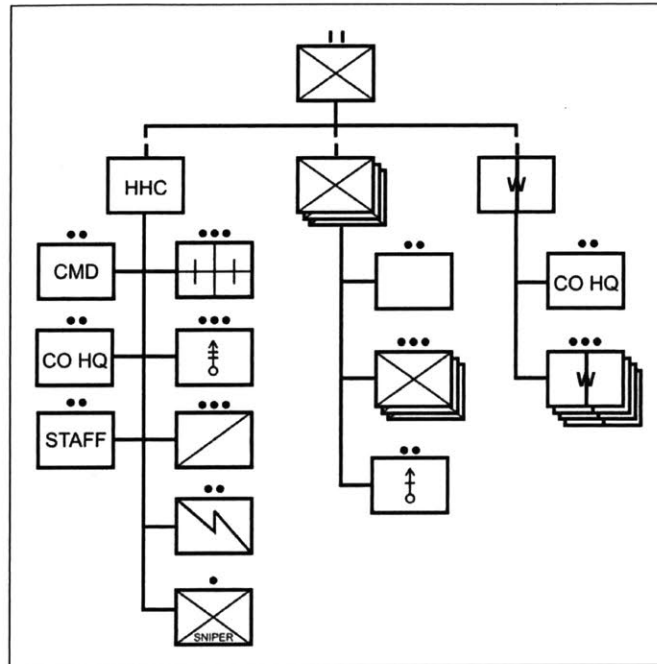 HHC
W
CMD
CO HQ
CO HQ
W
STAFF
SNIPER